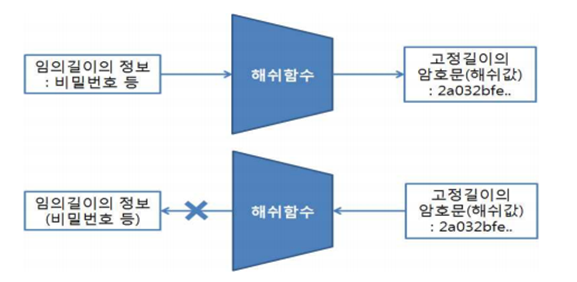 임의길이의 정보
: 비밀번호 등
해쉬함수
고정길이의
암호문(해쉬값)
: 2a032bfe..
임의길이의 정보
(비밀번호 등)
해쉬함수
고정길이의
암호문(해쉬값)
: 2a032bfe..